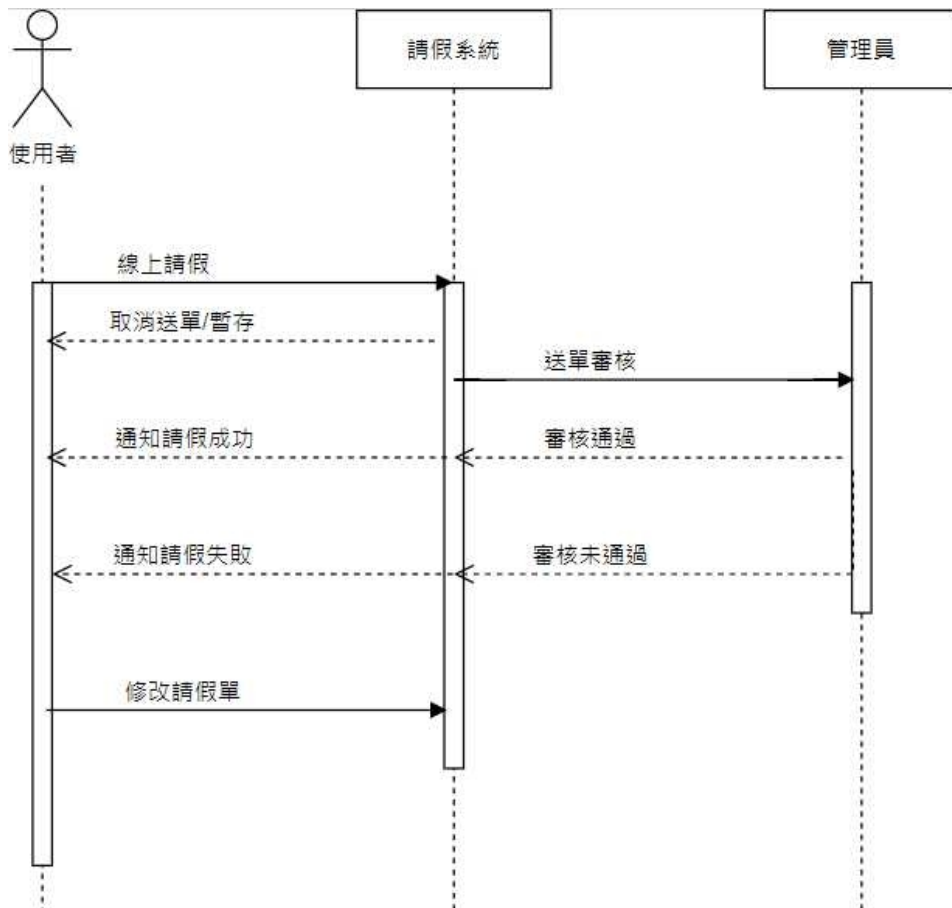 請假系統
管理員
使用者
線上請假
取消送單/暫存
送單審核
通知請假成功
審核通過
通知請假失敗
審核未通過
修改請假單